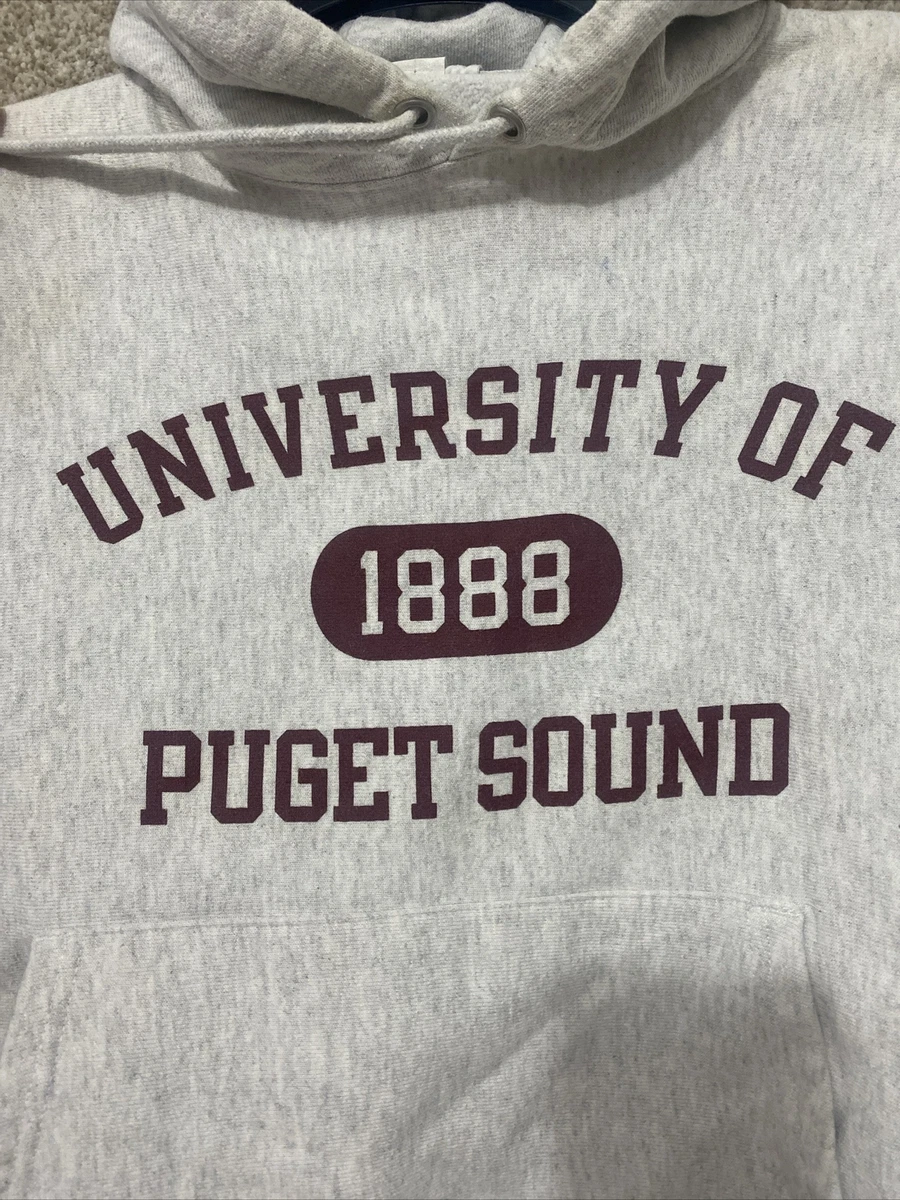 UNIVERSITY OF
1888
PUGET SOUND